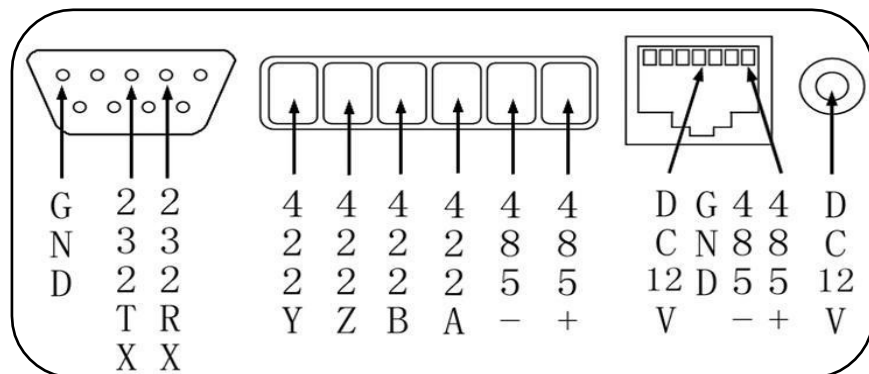 GND
232TX
232RX
422Y
422Z
422B
422A
485-
485+
DC12V
GND
485-
485+
DC12V